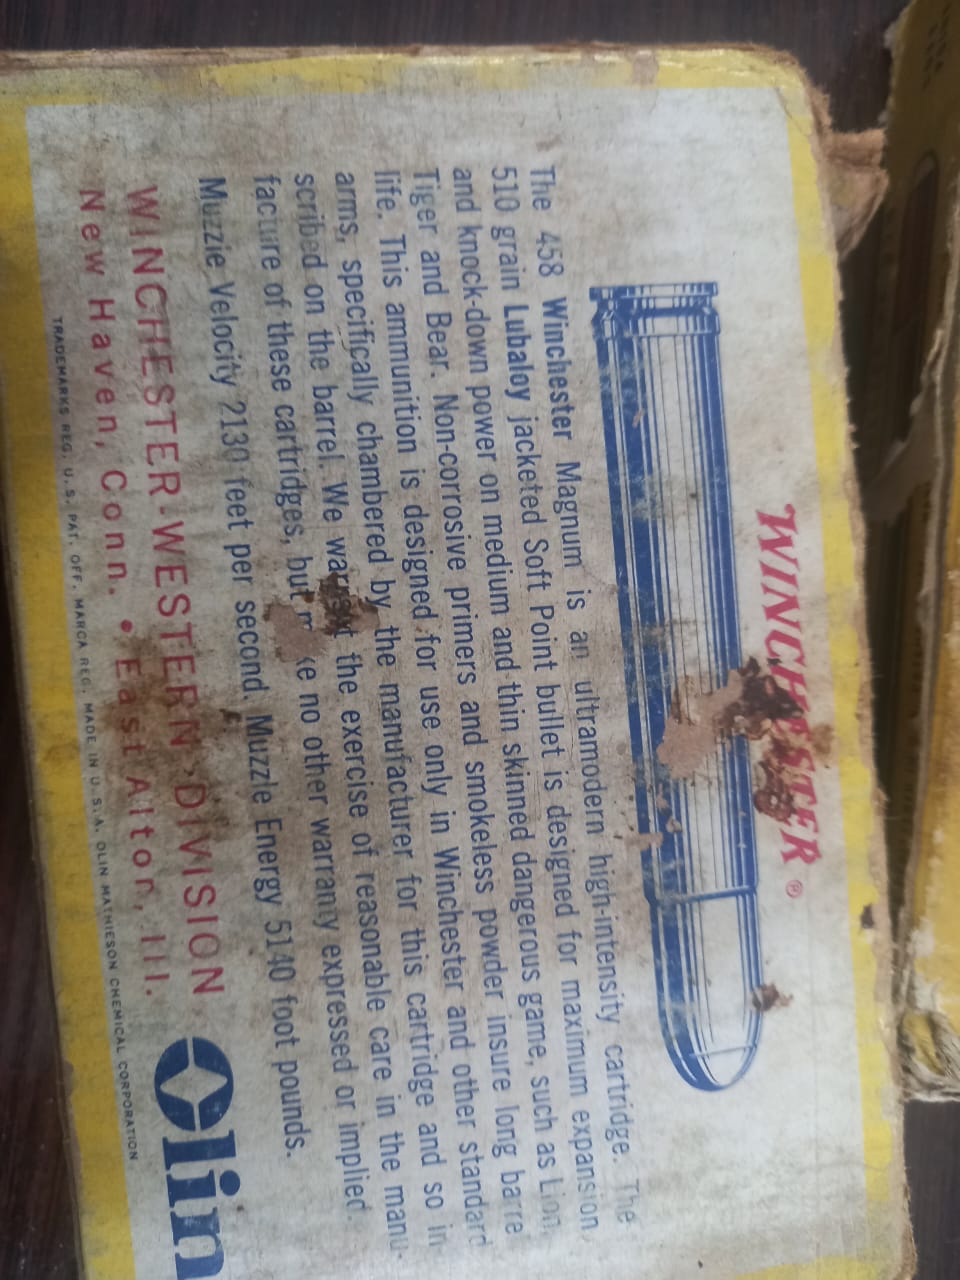 WINCHESTER ®
The 458 Winchester Magnum is an ultramodern high-intensity cartridge. The
510 grain Lubaloy jacketed Soft Point bullet is designed for maximum expansion
and knock-down power on medium and thin skinned dangerous game, such as Lion,
Tiger and Bear. Non-corrosive primers and smokeless powder insure long barre
life. This ammunition is designed for use only in Winchester and other standard
arms, specifically chambered by the manufacturer for this cartridge and so in-
scribed on the barrel. We the exercise of reasonable care in the manu-
facture of these cartridges, but no other warranty expressed or implied.
Muzzle Velocity 2130 feet per second. Muzzle Energy 5140 foot pounds.
WINCHESTER-WESTERN DIVISION
New Haven, Conn. • East Alton, Ill.
Olin
TRADEMARKS REG. U.S. PAT. OFF. MARCA REG. MADE IN U.S.A. OLIN MATHIESON CHEMICAL CORPORATION